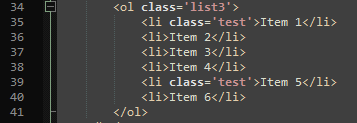 34 <ol class='list3'>
35 <li class='test'>Item 1</li>
36 <li>Item 2</li>
37 <li>Item 3</li>
38 <li>Item 4</li>
39 <li class='test'>Item 5</li>
40 <li>Item 6</li>
41 </ol>